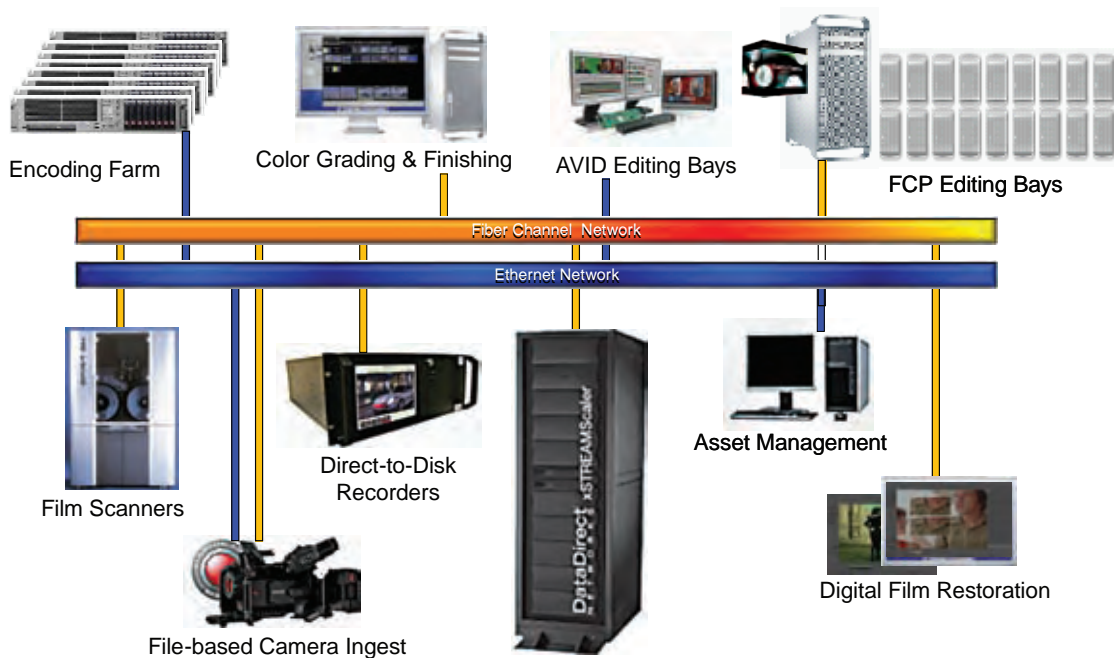 Encoding Farm
Color Grading & Finishing
AVID Editing Bays
FCP Editing Bays
Fiber Channel Network
Ethernet Network
Film Scanners
Direct-to-Disk
Recorders
DataDirect xSTREAMScaler
NETWORKS
Asset Management
Digital Film Restoration
File-based Camera Ingest